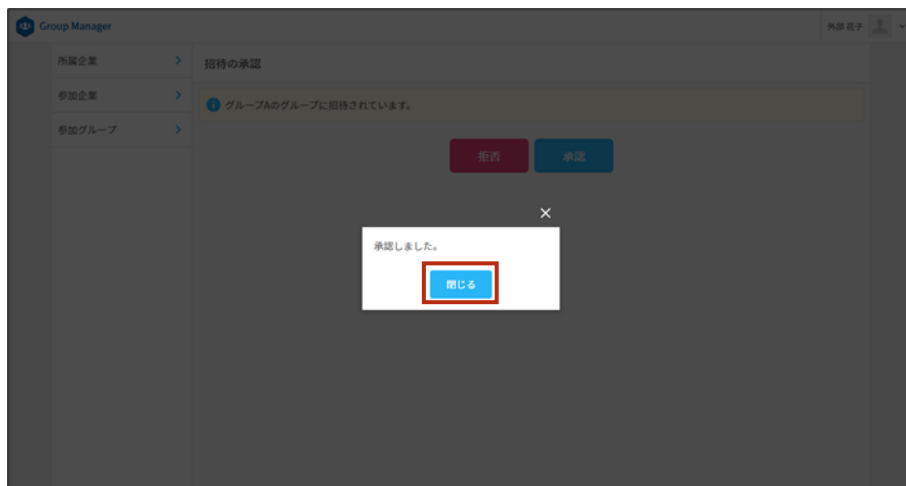 Group Manager
外部 花子
所属企業
招待の承認
参加企業
グループAのグループに招待されています。
参加グループ
拒否
承認
承認しました。
閉じる